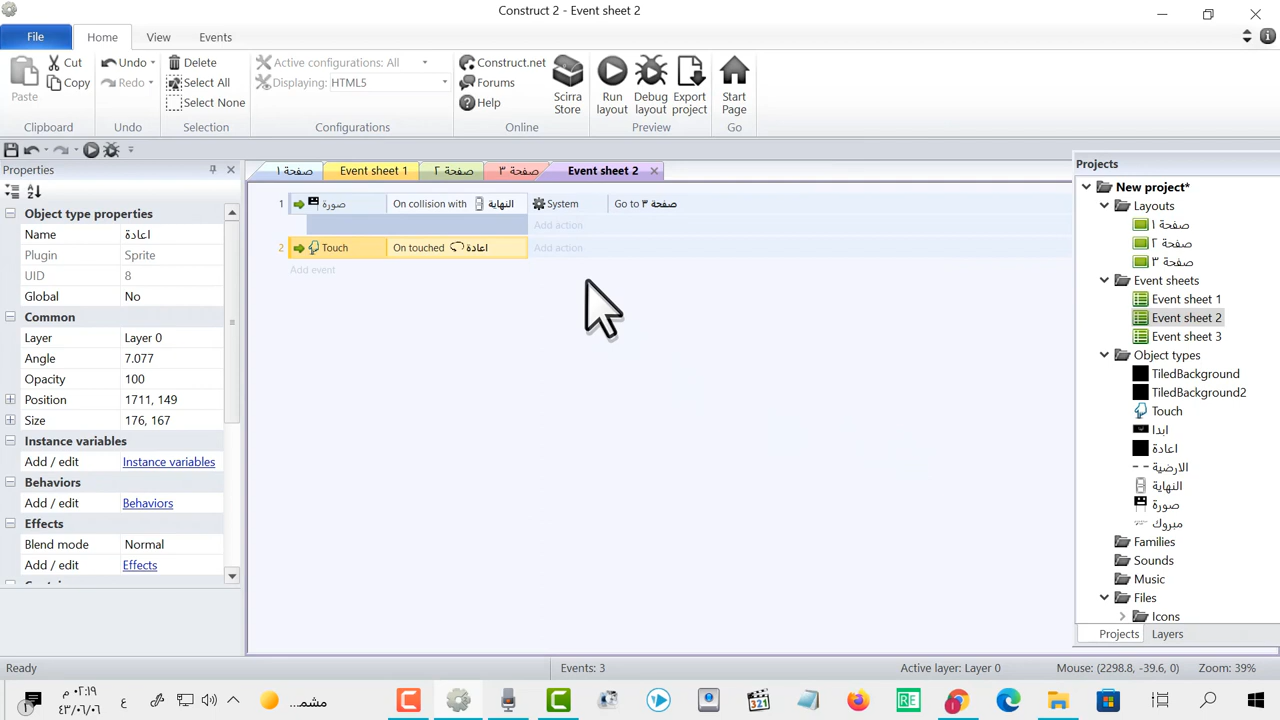 Construct 2 - Event sheet 2
File
Home
View
Events
Paste
Cut
Copy
Undo
Redo
Delete
Select All
Select None
Active configurations: All
Displaying: HTML5
Construct.net
Forums
Help
Scirra Store
Run layout
Debug layout
Export project
Start Page
Clipboard
Undo
Selection
Configurations
Online
Preview
Go
Properties
صفحة ١
Event sheet 1
صفحة ٢
صفحة ٣
Event sheet 2
Object type properties
Name اعادة
Plugin Sprite
UID 8
Global No
Common
Layer Layer 0
Angle 7.077
Opacity 100
Position 1711, 149
Size 176, 167
Instance variables
Add / edit Instance variables
Behaviors
Add / edit Behaviors
Effects
Blend mode Normal
Add / edit Effects
1 صورة On collision with النهاية System Go to صفحة ٣
Add action
2 Touch On touched اعادة Add action
Add event
Projects
New project*
Layouts
صفحة ١
صفحة ٢
صفحة ٣
Event sheets
Event sheet 1
Event sheet 2
Event sheet 3
Object types
TiledBackground
TiledBackground2
Touch
ابدا
اعادة
الارضية
النهاية
صورة
مبروك
Families
Sounds
Music
Files
Icons
Projects
Layers
Ready
Events: 3
Active layer: Layer 0
Mouse: (2298.8, -39.6, 0)
Zoom: 39%
٠٢:١٩ م
٤٣/٠٦/٠٦
ع
مشمـ...
RE
321